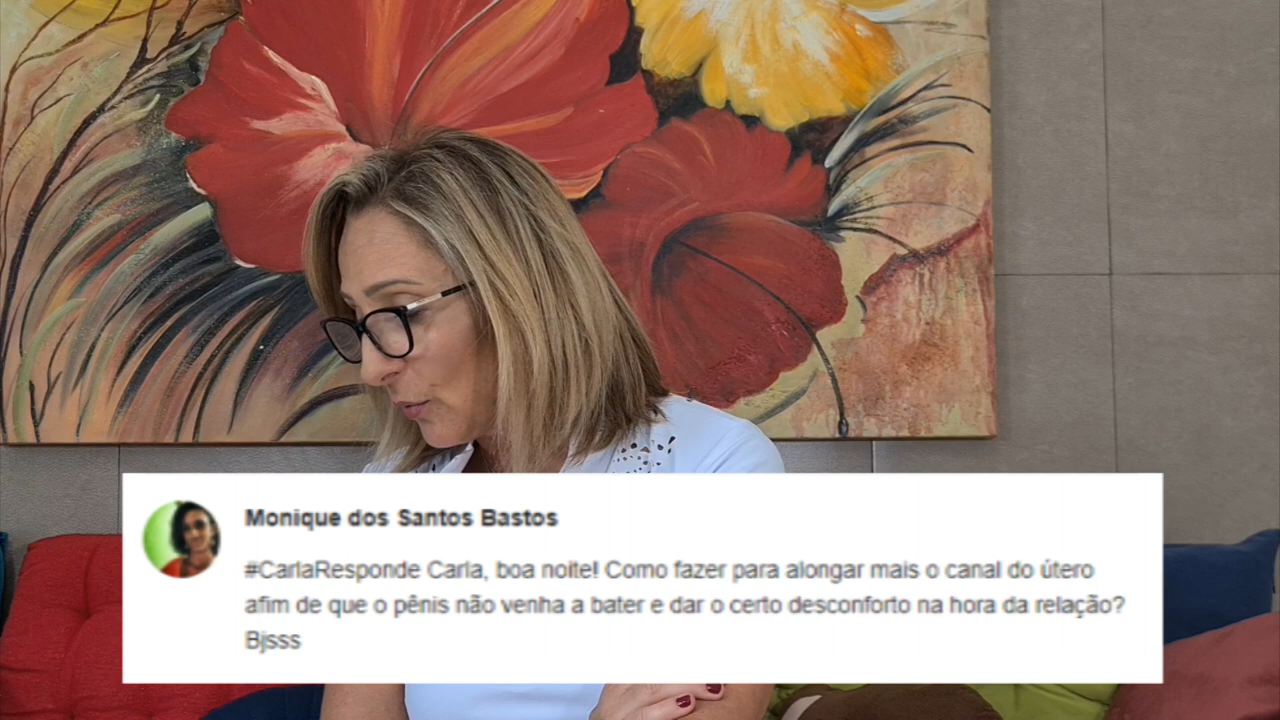 Monique dos Santos Bastos
#CarlaResponde Carla, boa noite! Como fazer para alongar mais o canal do útero
afim de que o pênis não venha a bater e dar o certo desconforto na hora da relação?
Bjsss